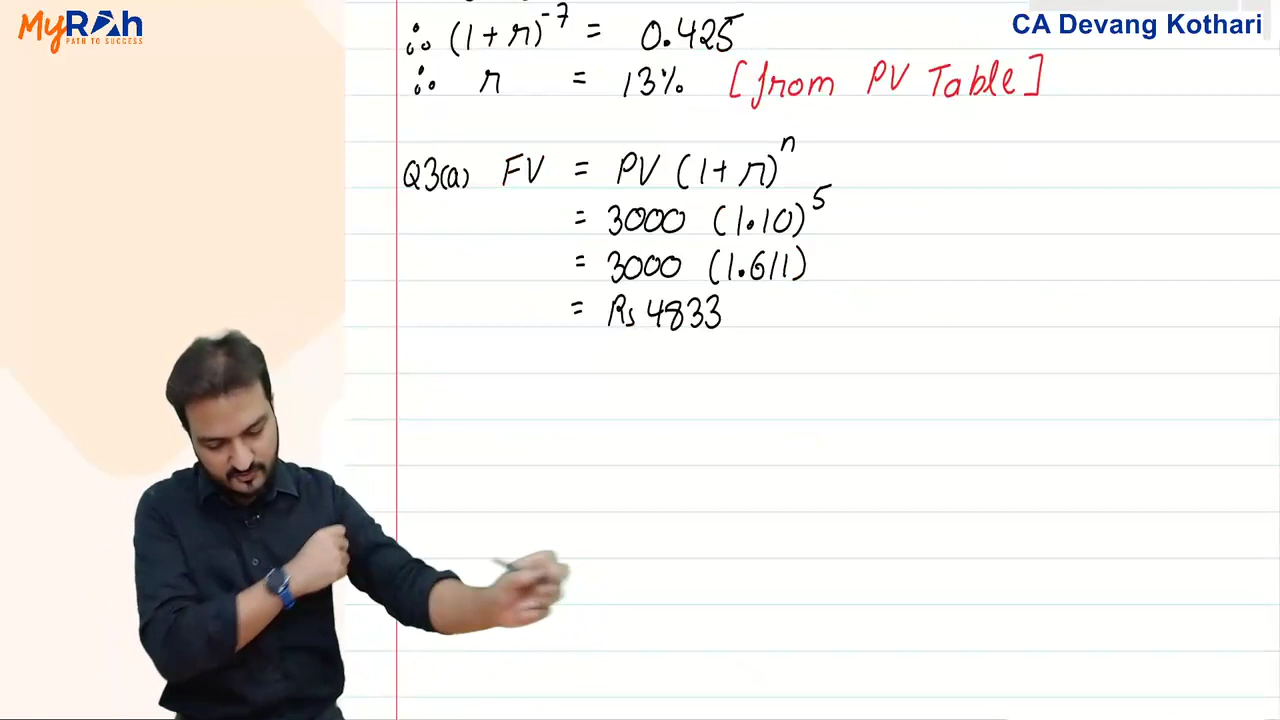 MyRAh
PATH TO SUCCESS
CA Devang Kothari
∴ (1+r)⁻⁷ = 0.425
∴ r = 13% [from PV Table]
Q3(a) FV = PV (1+r)ⁿ
= 3000 (1.10)⁵
= 3000 (1.611)
= Rs 4833